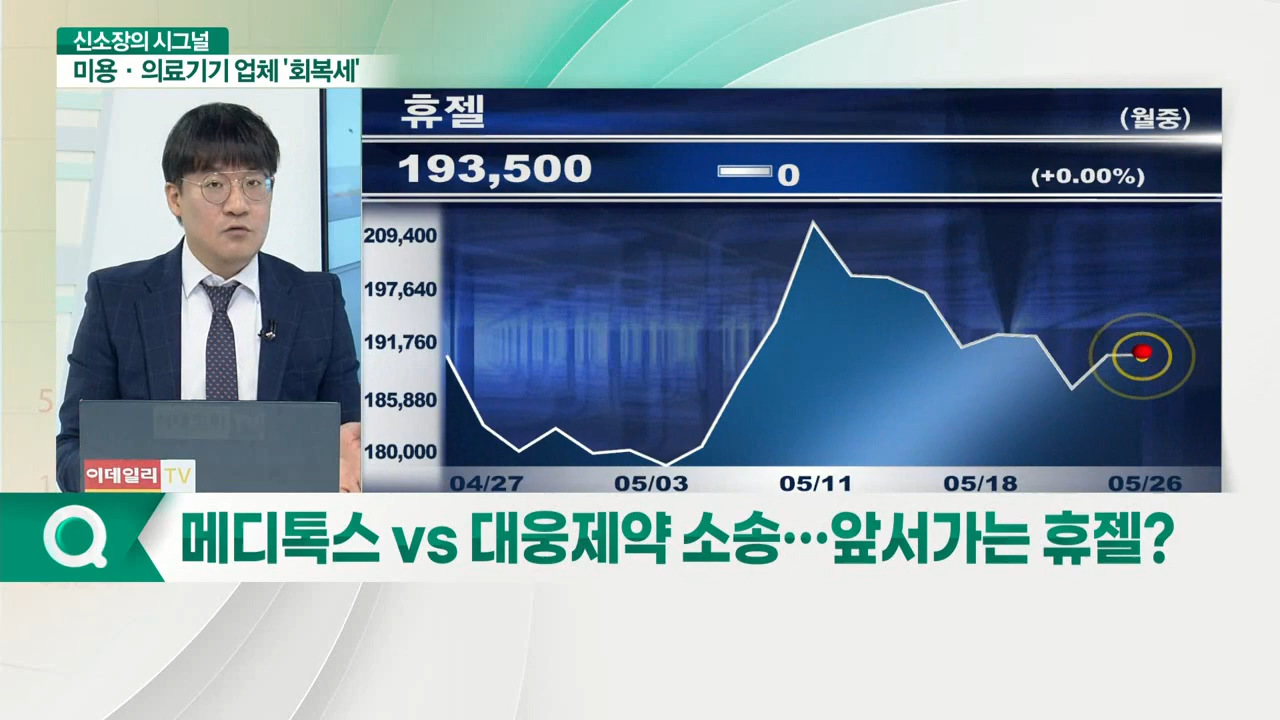 신소장의 시그널
미용 · 의료기기 업체 '회복세'
휴젤
(월중)
193,500
0
(+0.00%)
209,400
197,640
191,760
185,880
180,000
04/27 05/03 05/11 05/18 05/26
이데일리 TV
메디톡스 vs 대웅제약 소송…앞서가는 휴젤?